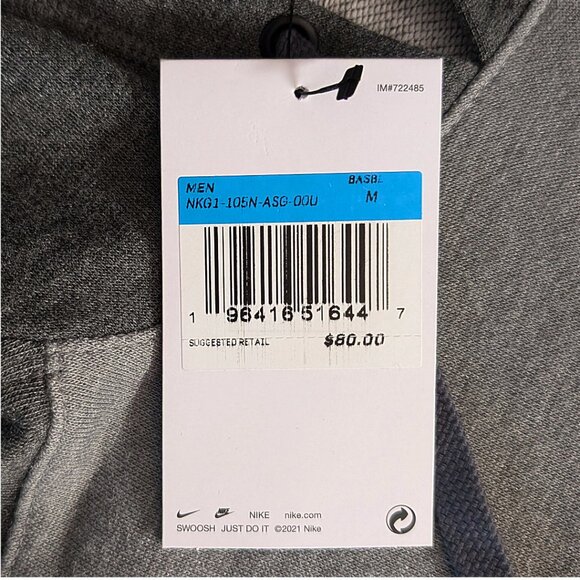 IM#722485
MEN BASBL
NKG1-105N-ASG-00U M
1 96416 51644 7
SUGGESTED RETAIL $80.00
NIKE nike.com
SWOOSH JUST DO IT ©2021 Nike